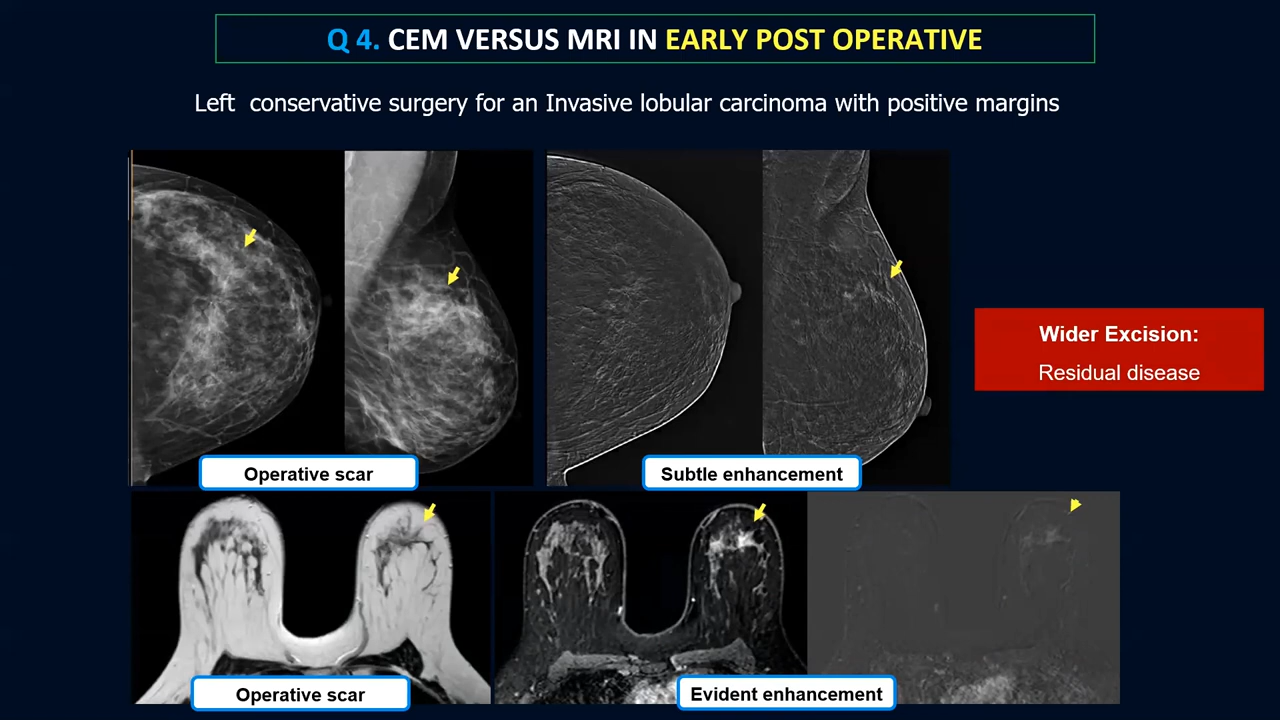 Q 4. CEM VERSUS MRI IN EARLY POST OPERATIVE
Left conservative surgery for an Invasive lobular carcinoma with positive margins
Wider Excision:
Residual disease
Operative scar
Subtle enhancement
Operative scar
Evident enhancement